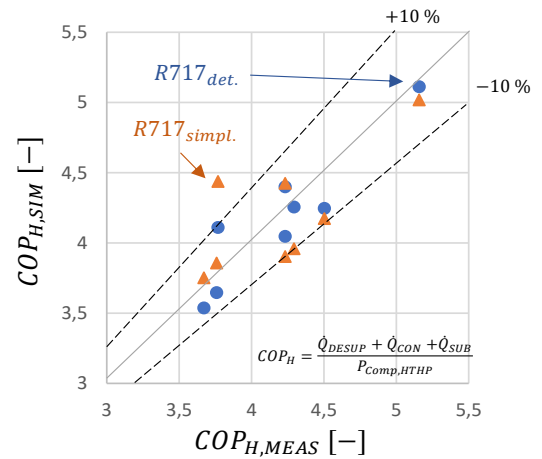 5,5
+10 %
R717det.
5
−10 %
R717simpl.
4,5
COPH,SIM [−]
4
3,5
COPH = Q̇DESUP + Q̇CON + Q̇SUB / PComp,HTHP
3
3 3,5 4 4,5 5 5,5
COPH,MEAS [−]